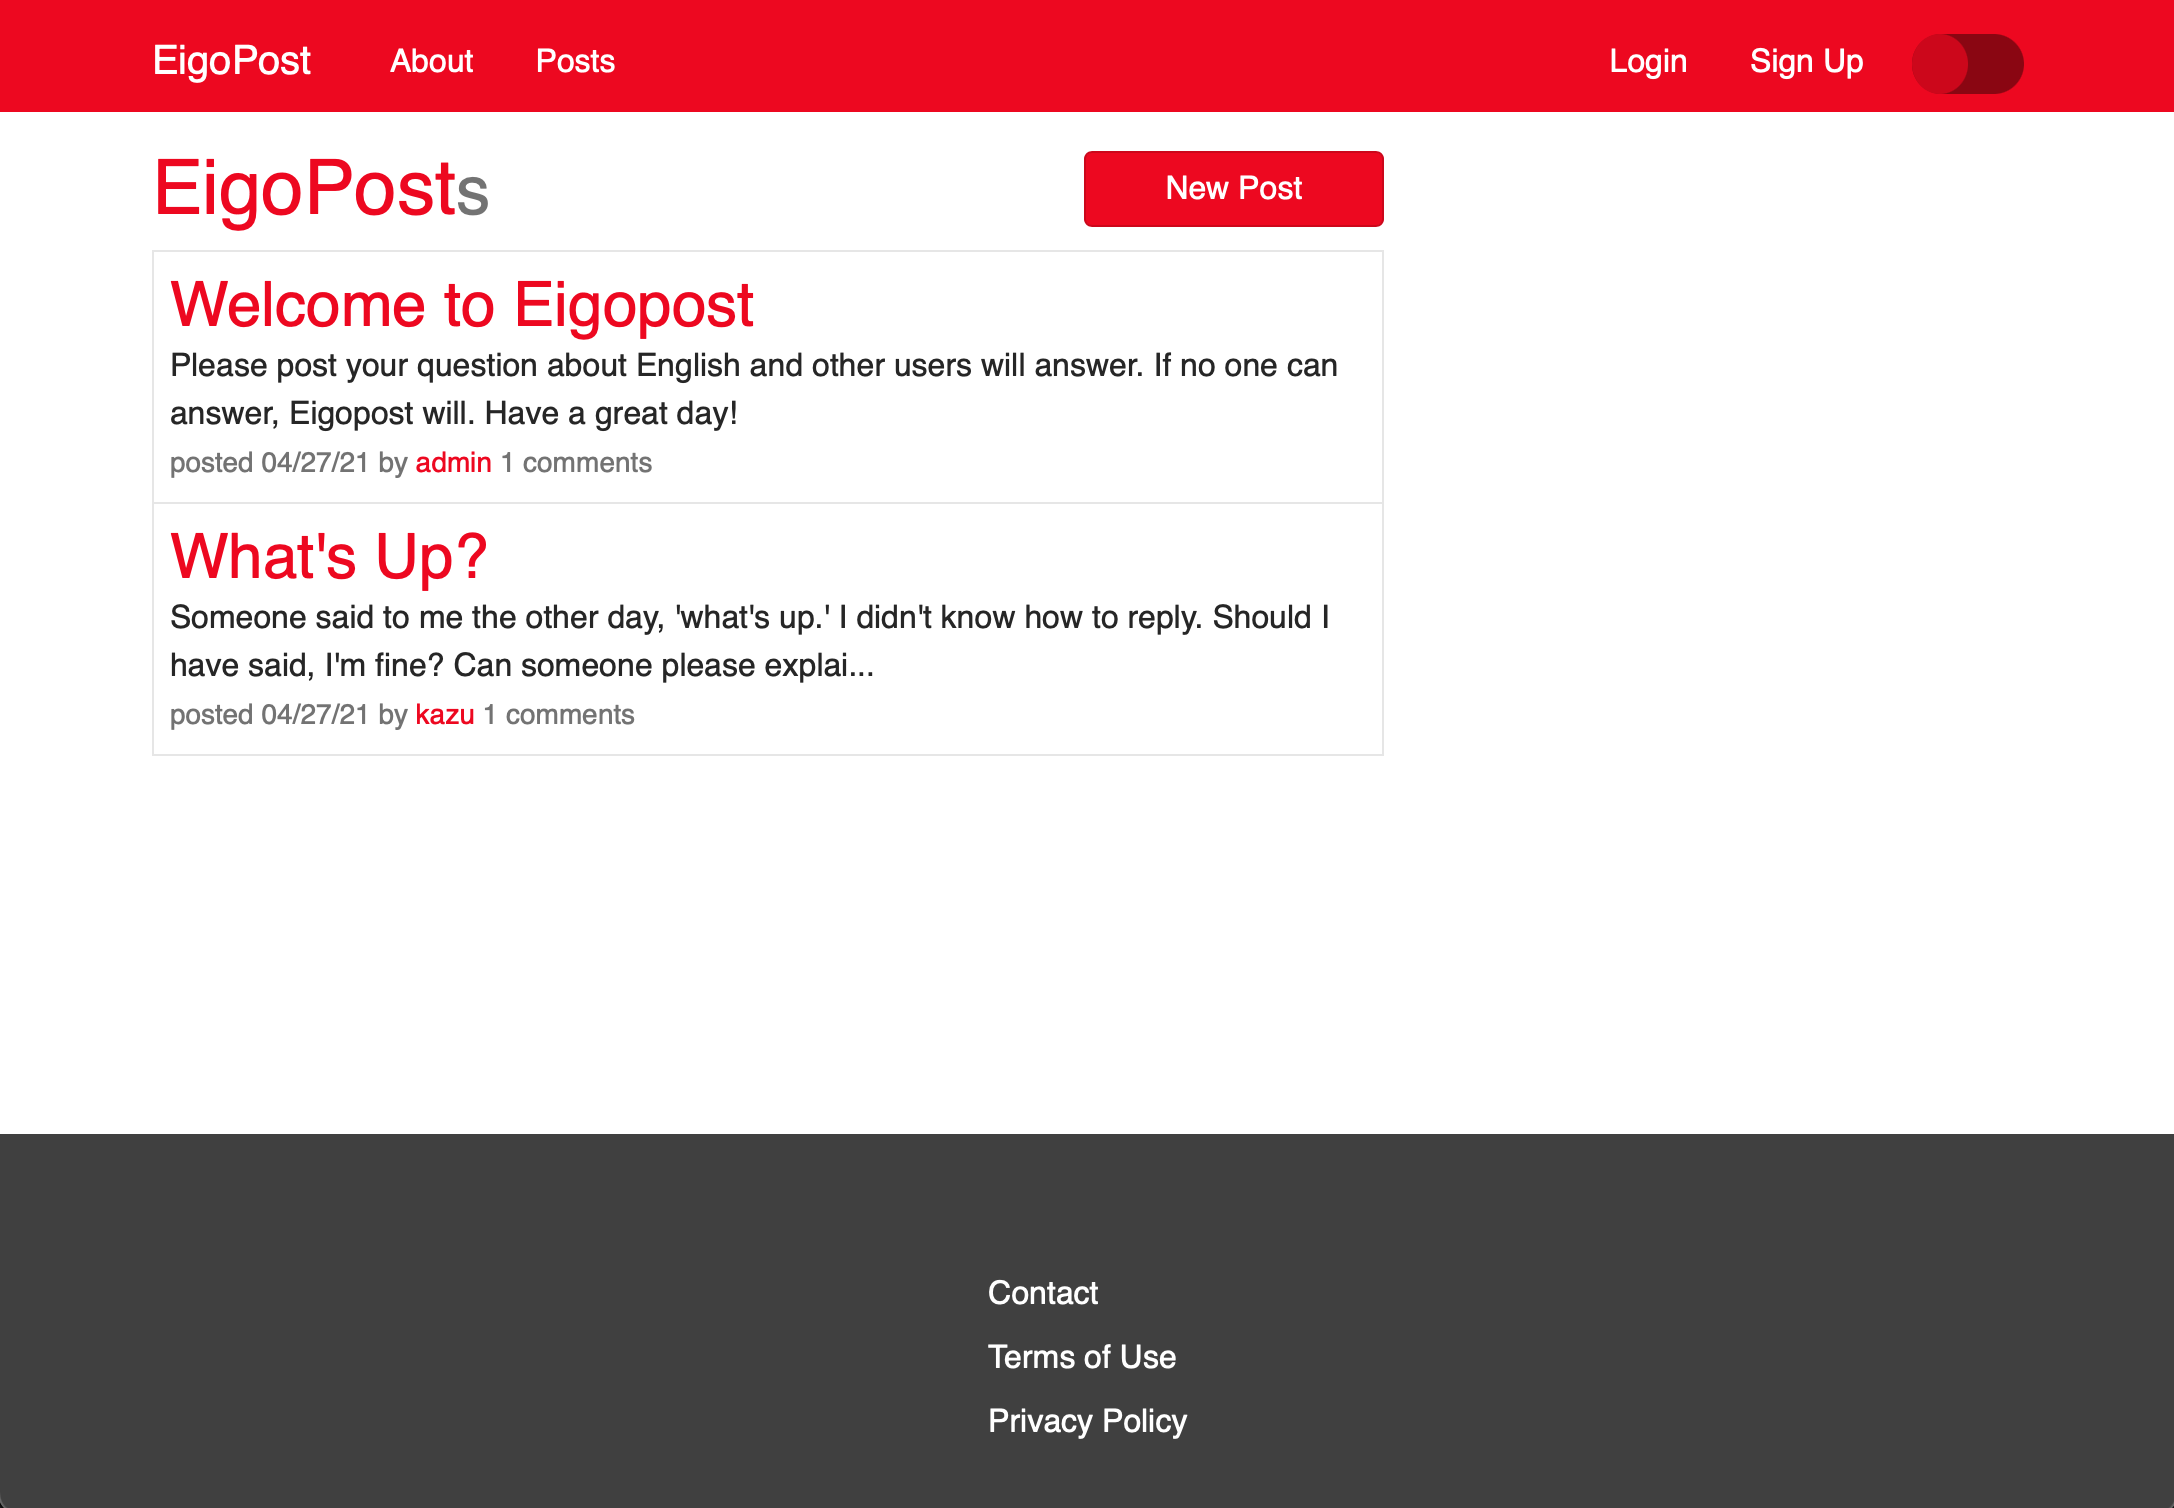 EigoPost About Posts Login Sign Up
EigoPosts New Post
Welcome to Eigopost
Please post your question about English and other users will answer. If no one can
answer, Eigopost will. Have a great day!
posted 04/27/21 by admin 1 comments
What's Up?
Someone said to me the other day, 'what's up.' I didn't know how to reply. Should I
have said, I'm fine? Can someone please explai...
posted 04/27/21 by kazu 1 comments
Contact
Terms of Use
Privacy Policy